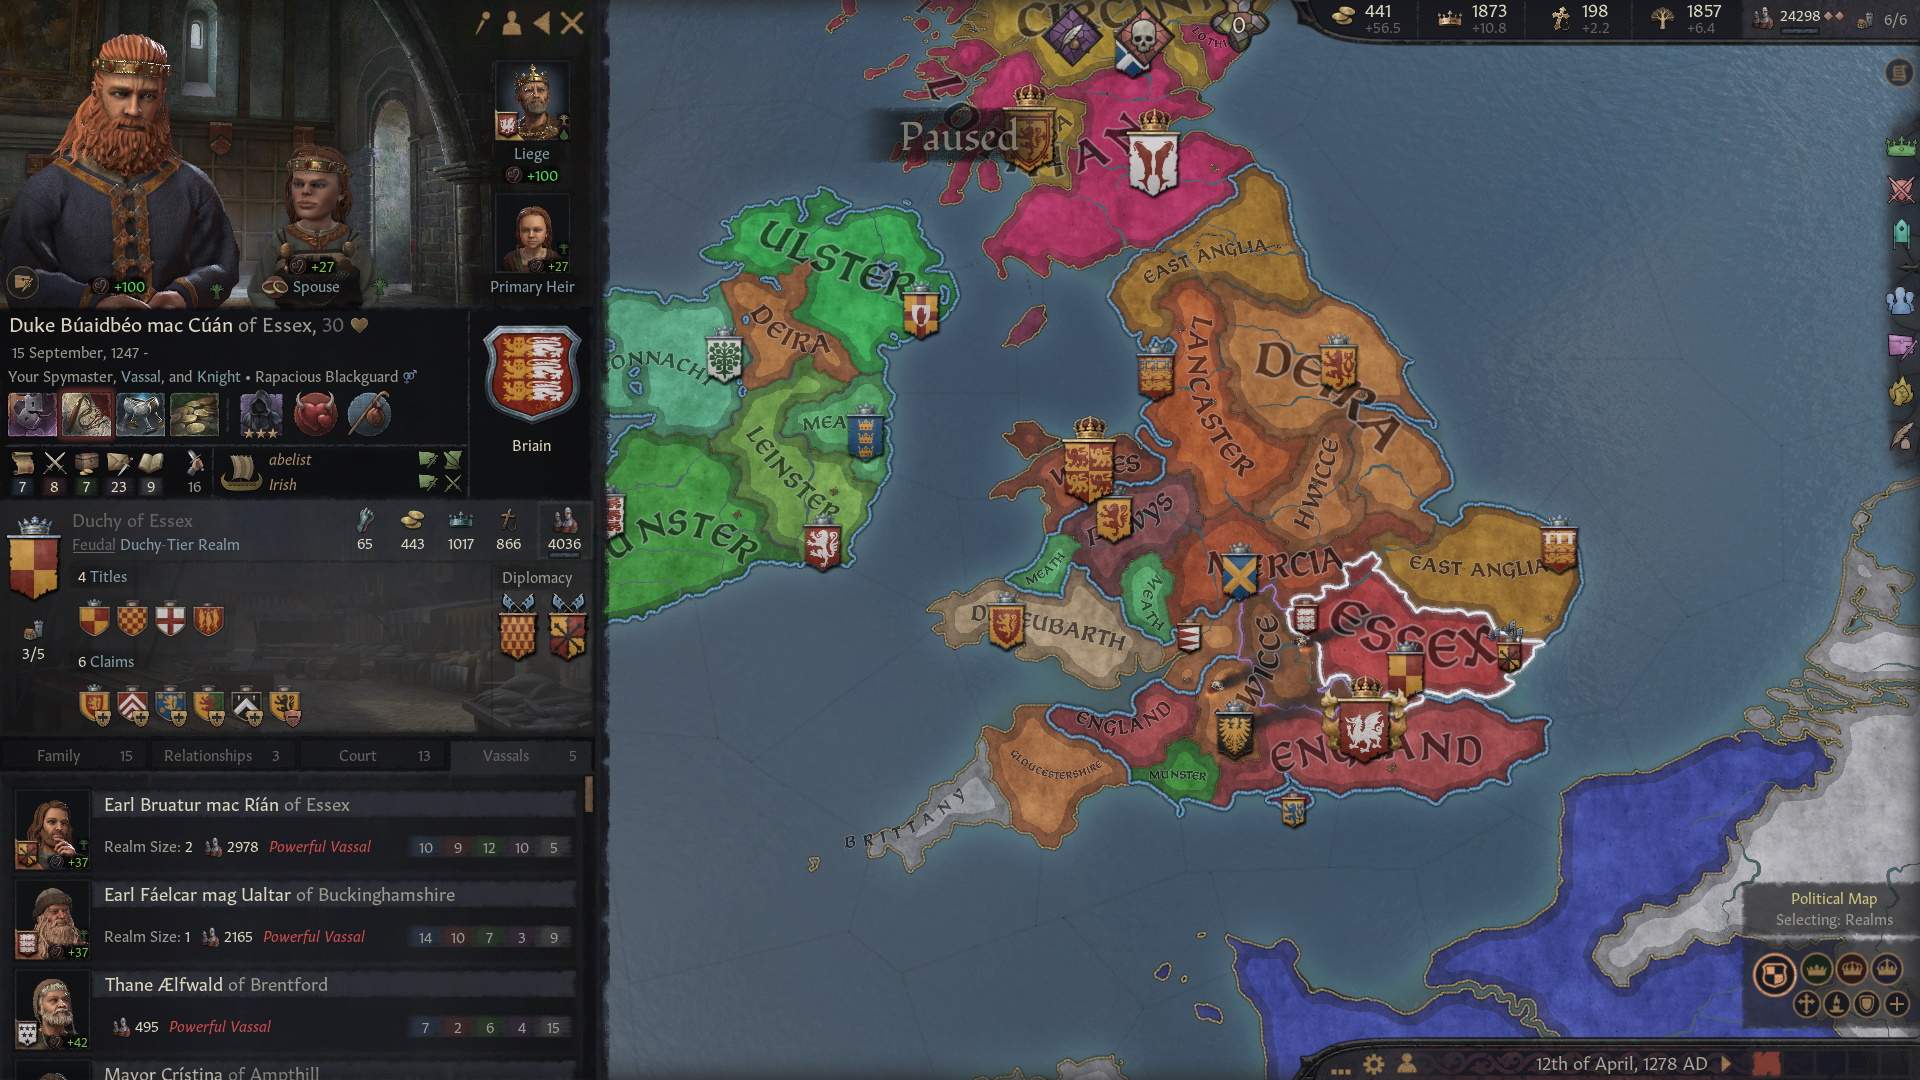 441
+56.5
1873
+10.8
198
+2.2
1857
+6.4
24298
6/6
0
Paused
Liege
+100
+27
Spouse
+100
+27
Primary Heir
Duke Búaidbéo mac Cúán of Essex, 30
15 September, 1247 -
Your Spymaster, Vassal, and Knight • Rapacious Blackguard
Briain
7 8 7 23 9 16
abelist
Irish
Duchy of Essex
Feudal Duchy-Tier Realm
65 443 1017 866 4036
4 Titles
Diplomacy
3/5
6 Claims
Family 15
Relationships 3
Court 13
Vassals 5
Earl Bruatur mac Ríán of Essex
Realm Size: 2 2978 Powerful Vassal 10 9 12 10 5
+37
Earl Fáelcar mag Ualtar of Buckinghamshire
Realm Size: 1 2165 Powerful Vassal 14 10 7 3 9
+37
Thane Ælfwald of Brentford
495 Powerful Vassal 7 2 6 4 15
+42
Mayor Crístina of Ampthill
ULSTER
EAST ANGLIA
DEIRA
LANCASTER
DEIRA
MEA
LEINSTER
HWICCE
MEATH
MERCIA
EAST ANGLIA
MEATH
ESSEX
ENGLAND
ENGLAND
GLOUCESTERSHIRE
MUNSTER
BRITTANY
Political Map
Selecting: Realms
12th of April, 1278 AD